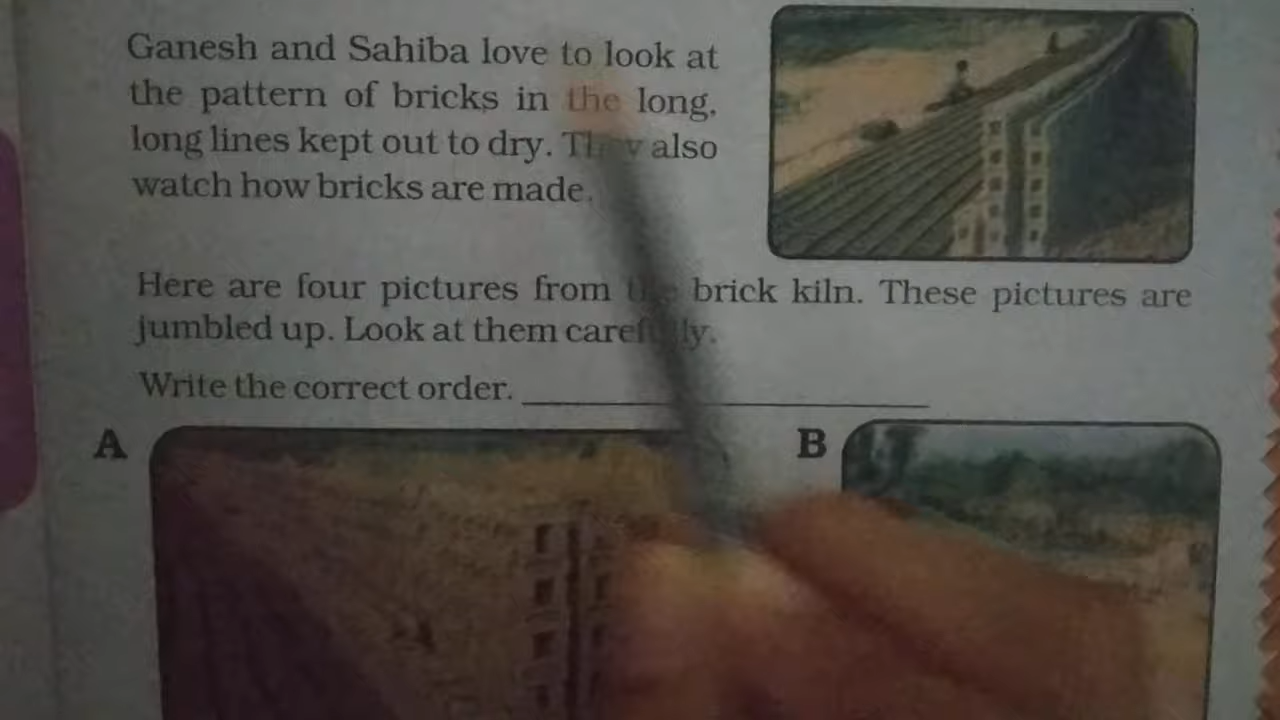 Ganesh and Sahiba love to look at
the pattern of bricks in the long,
long lines kept out to dry. They also
watch how bricks are made.
Here are four pictures from the brick kiln. These pictures are
jumbled up. Look at them carefully.
Write the correct order.
A B